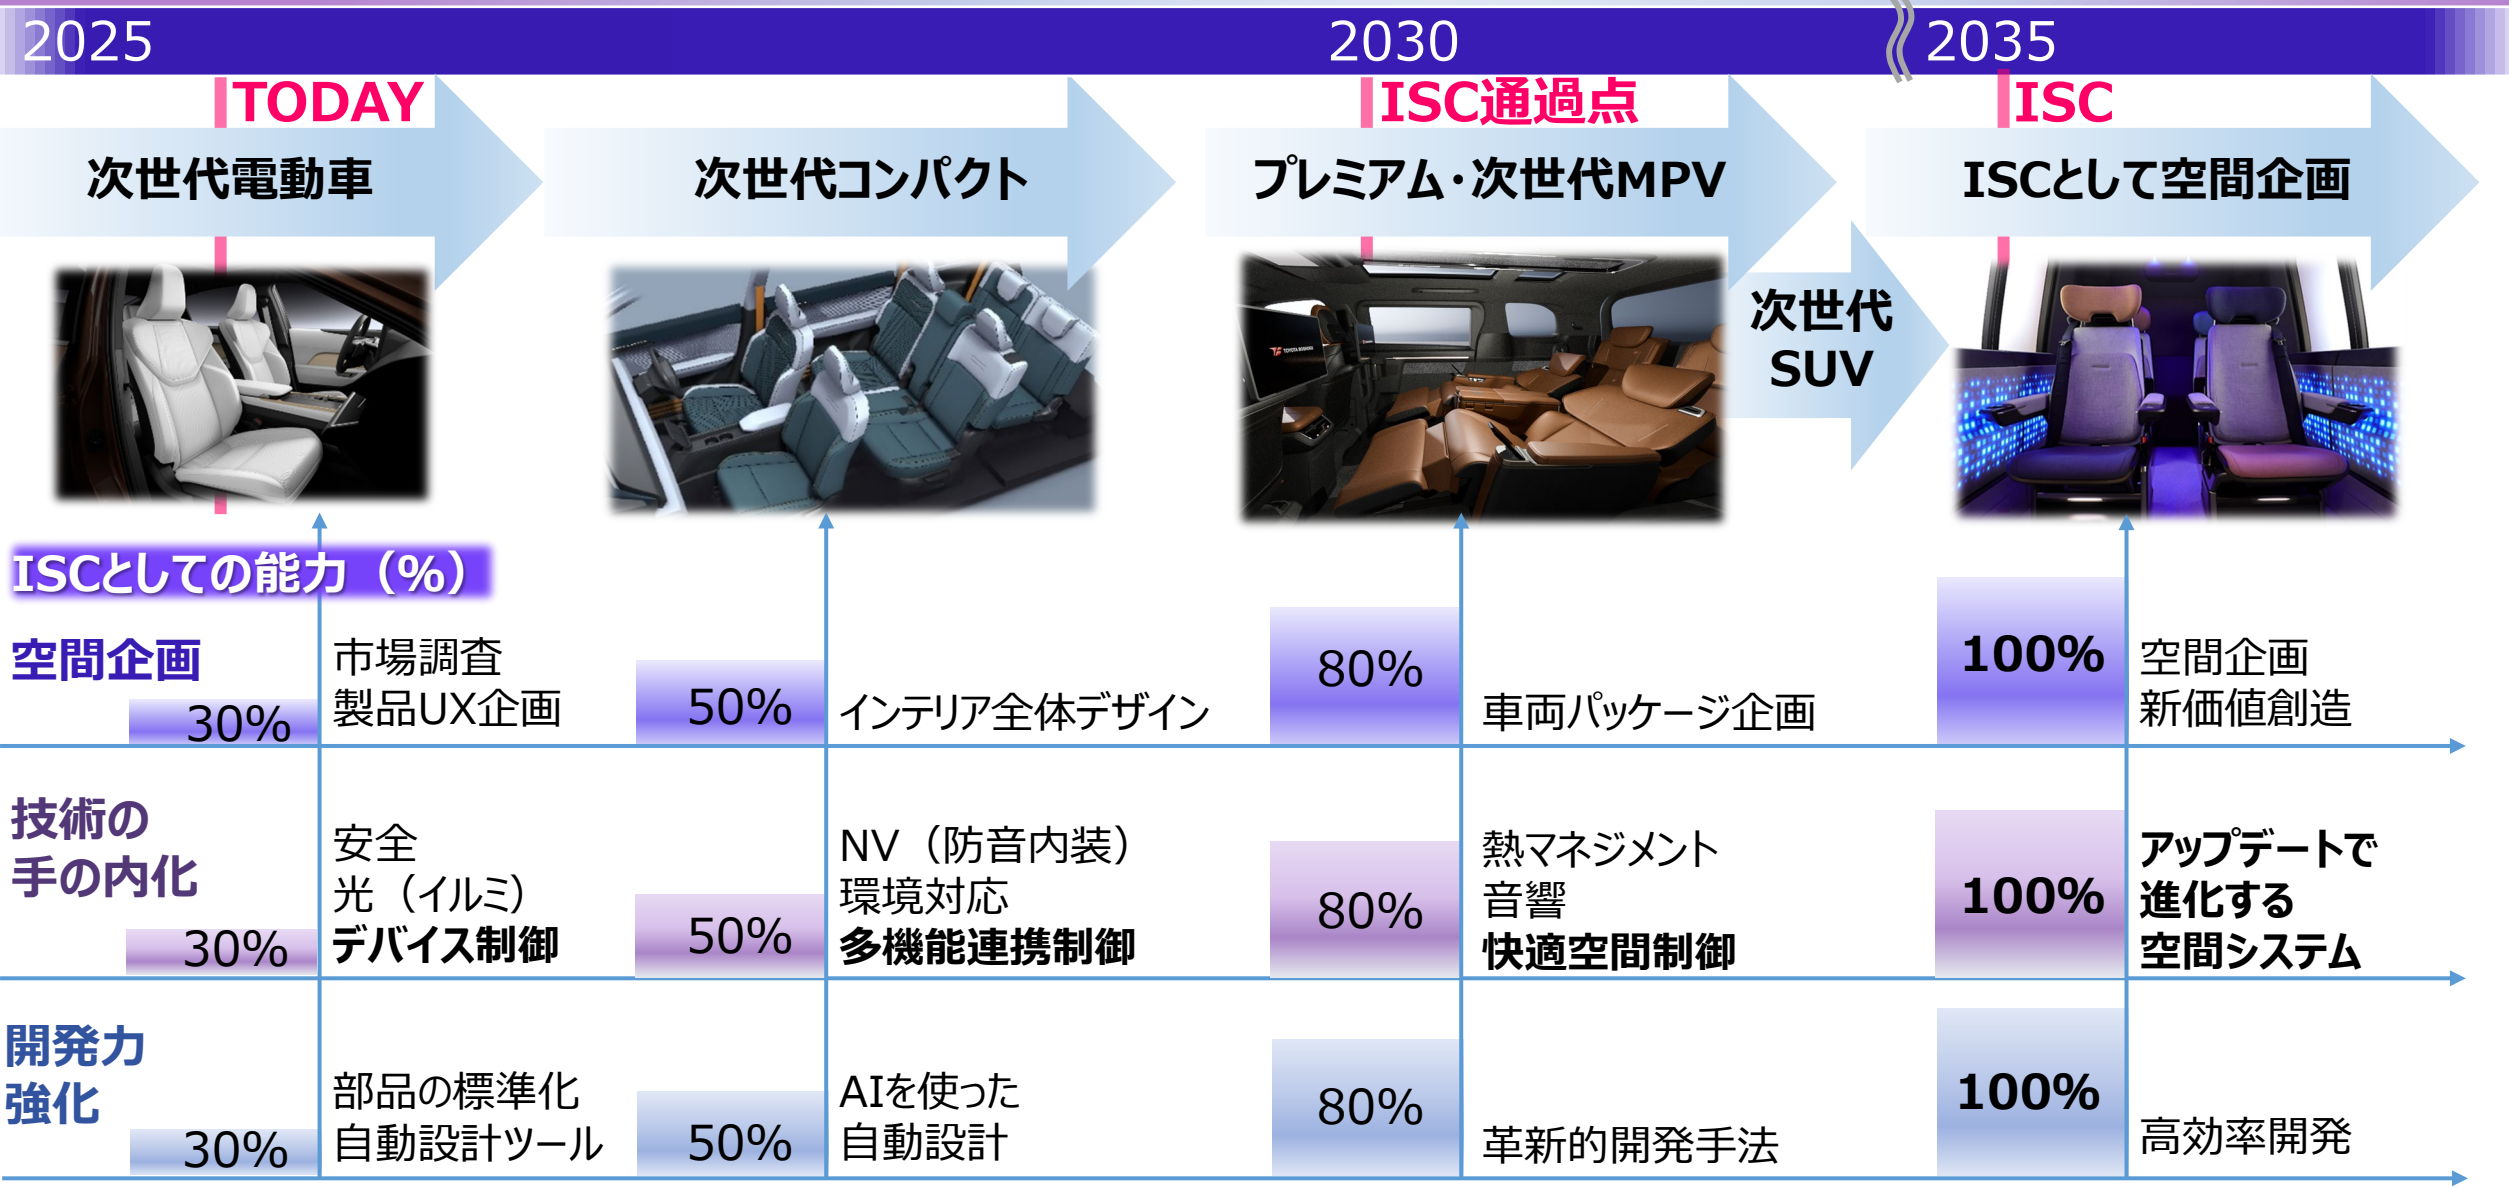 2025
2030
2035
TODAY
ISC通過点
ISC
次世代電動車
次世代コンパクト
プレミアム・次世代MPV
ISCとして空間企画
次世代
SUV
TOYOTA BOSHOKU
ISCとしての能力（%）
空間企画
30%
市場調査
製品UX企画
50%
インテリア全体デザイン
80%
車両パッケージ企画
100%
空間企画
新価値創造
技術の
手の内化
30%
安全
光（イルミ）
デバイス制御
50%
NV（防音内装）
環境対応
多機能連携制御
80%
熱マネジメント
音響
快適空間制御
100%
アップデートで
進化する
空間システム
開発力
強化
30%
部品の標準化
自動設計ツール
50%
AIを使った
自動設計
80%
革新的開発手法
100%
高効率開発